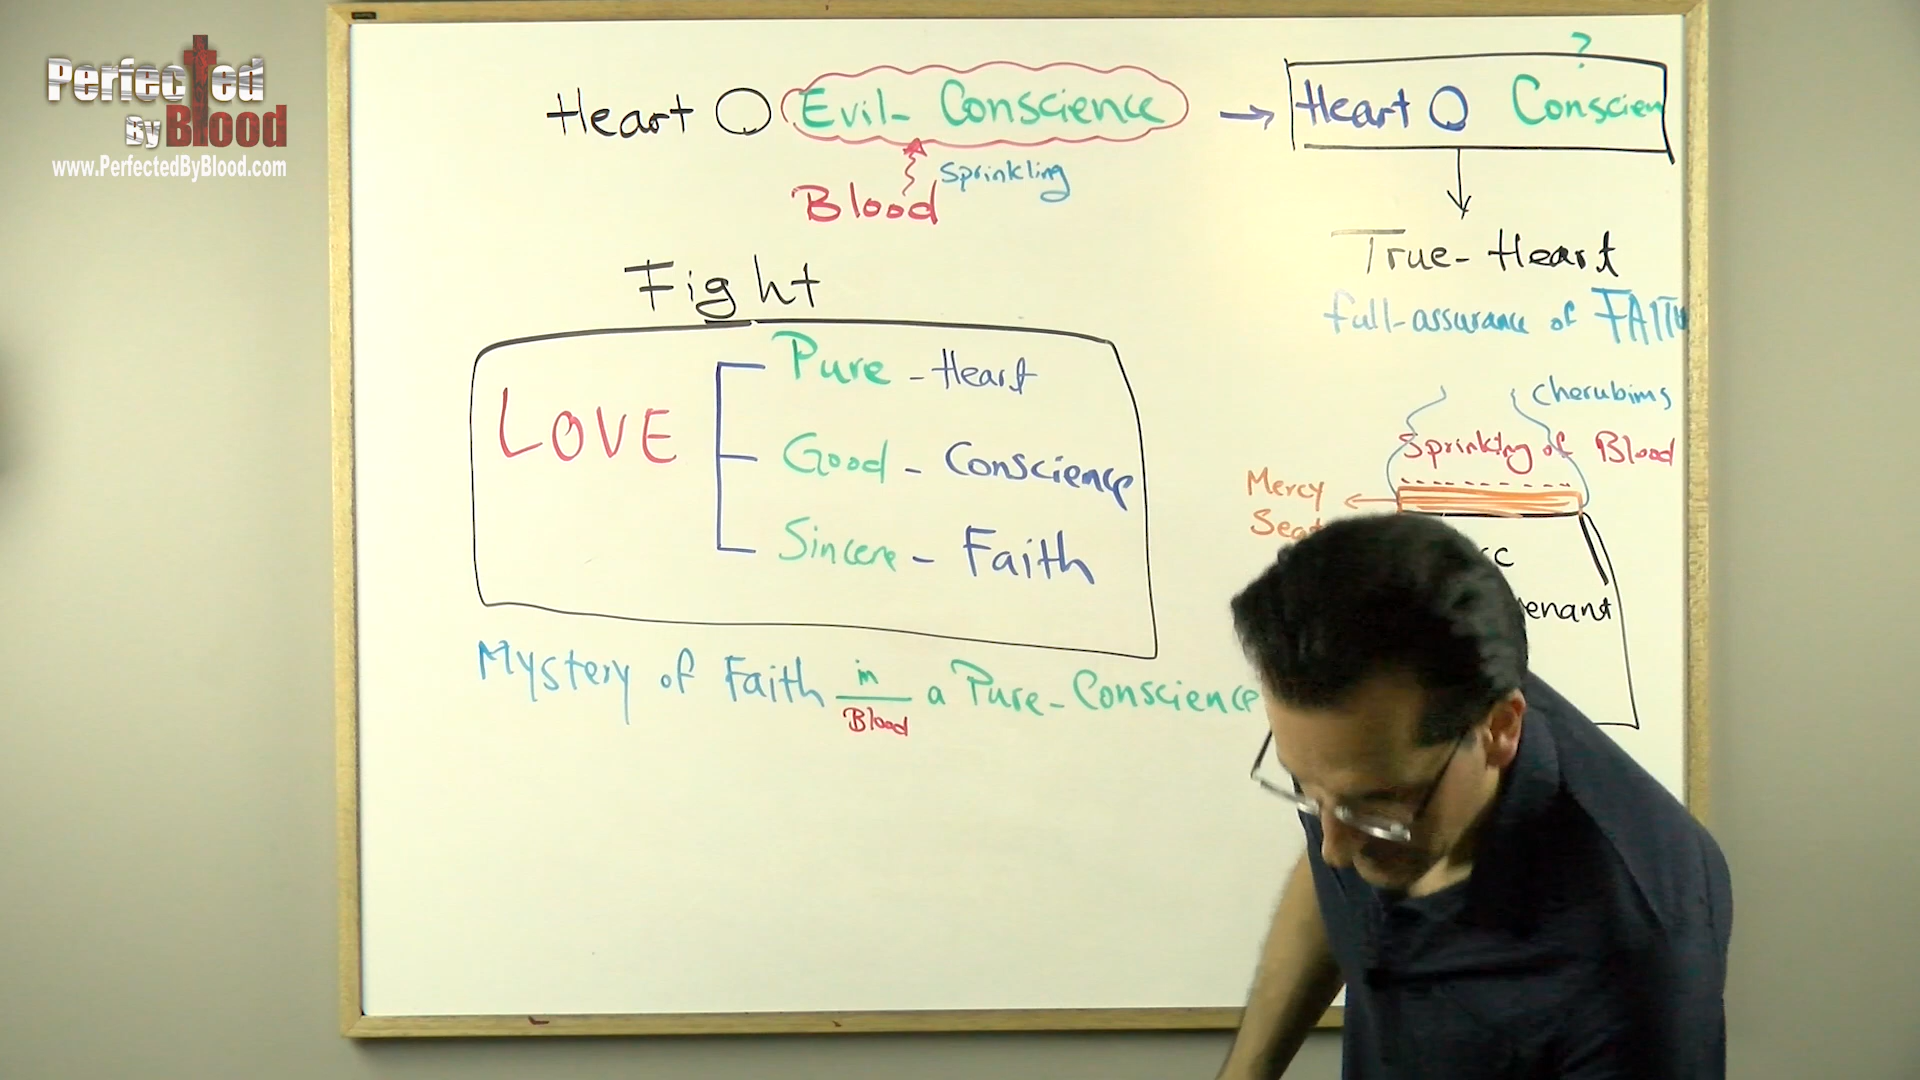 Perfected
By Blood
www.PerfectedByBlood.com
Heart Evil- Conscience → Heart Conscien
?
Sprinkling
Blood
True-Heart
full-assurance of FAITH
Fight
LOVE
Pure - Heart
Good - Conscience
Sincere - Faith
Cherubims
Sprinkling of Blood
Mercy
Seat
enant
Mystery of Faith in a Pure-Conscience
Blood